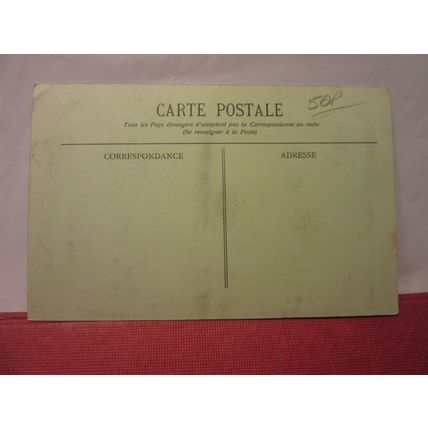 CARTE POSTALE
50P
Tous les Pays étrangers n'acceptent pas la Correspondance au recto
(Se renseigner à la Poste)
CORRESPONDANCE
ADRESSE